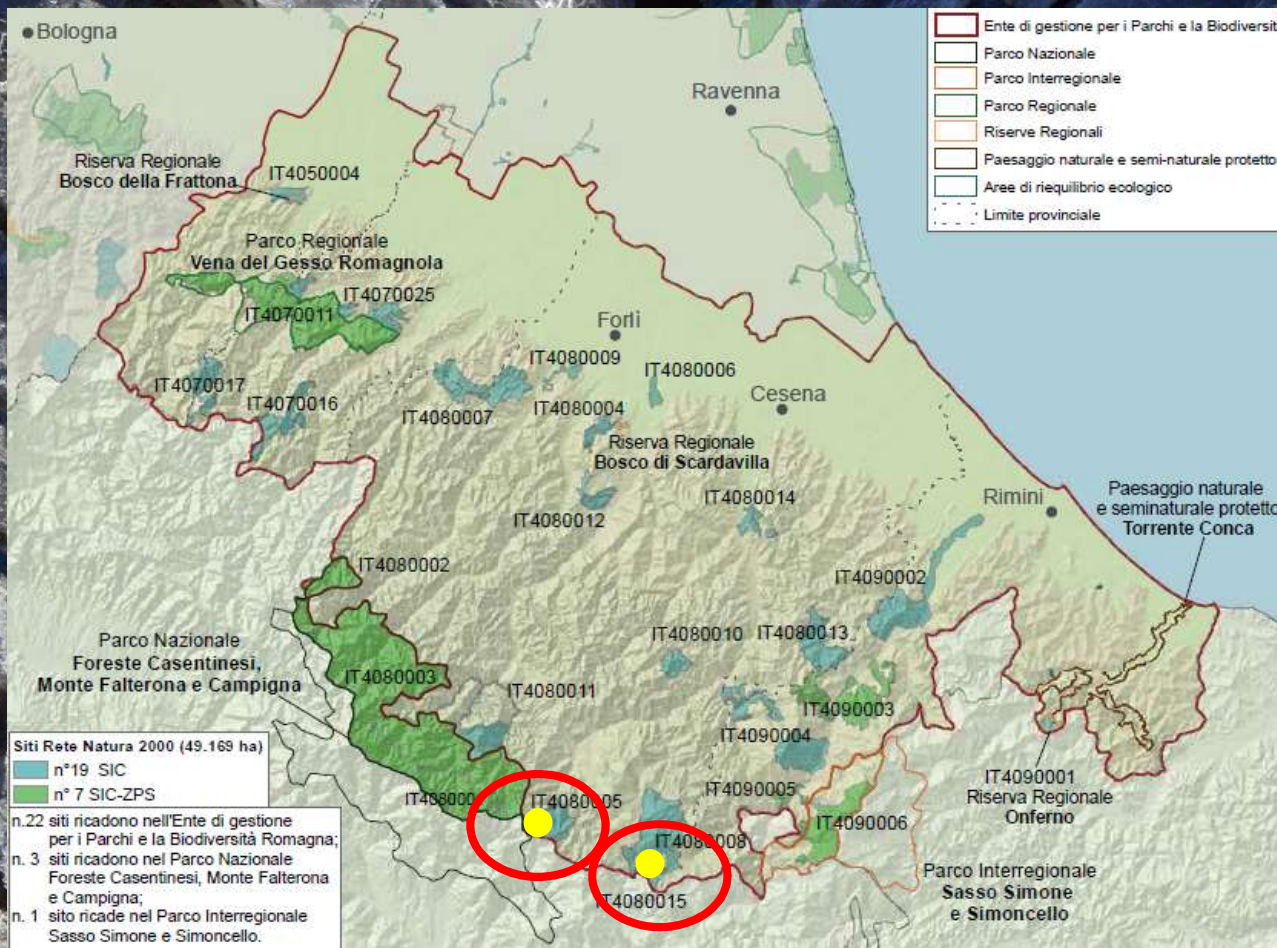 Bologna
Ravenna
Riserva Regionale
Bosco della Frattona
IT4050004
Parco Regionale
Vena del Gesso Romagnola
IT4070025
IT4070011
Forlì
IT4080009
IT4080006
IT4070017
IT4070016
IT4080007
IT4080004
Cesena
Riserva Regionale
Bosco di Scardavilla
IT4080014
IT4080012
Rimini
Paesaggio naturale
e seminaturale protetto
Torrente Conca
IT4080002
IT4090002
Parco Nazionale
Foreste Casentinesi,
Monte Falterona e Campigna
IT4080003
IT4080010
IT4080013
IT4080011
IT4090003
IT4090004
IT4090005
IT4090001
Riserva Regionale
Onferno
IT4090006
IT4080005
IT4080008
IT4080015
Parco Interregionale
Sasso Simone
e Simoncello
Ente di gestione per i Parchi e la Biodiversit
Parco Nazionale
Parco Interregionale
Parco Regionale
Riserve Regionali
Paesaggio naturale e semi-naturale protetto
Aree di riequilibrio ecologico
Limite provinciale
Siti Rete Natura 2000 (49.169 ha)
n°19 SIC
n° 7 SIC-ZPS
n.22 siti ricadono nell'Ente di gestione
per i Parchi e la Biodiversità Romagna;
n. 3 siti ricadono nel Parco Nazionale
Foreste Casentinesi, Monte Falterona
e Campigna;
n. 1 sito ricade nel Parco Interregionale
Sasso Simone e Simoncello.